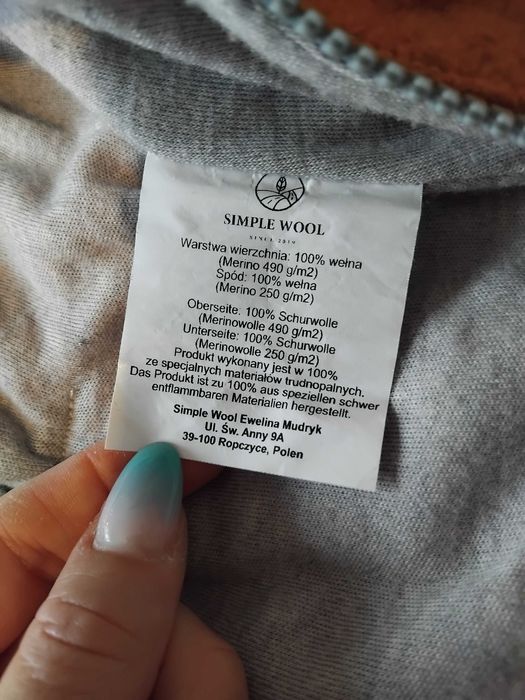 SIMPLE WOOL
SINCE 2019
Warstwa wierzchnia: 100% wełna
(Merino 490 g/m2)
Spód: 100% wełna
(Merino 250 g/m2)
Oberseite: 100% Schurwolle
(Merinowolle 490 g/m2)
Unterseite: 100% Schurwolle
(Merinowolle 250 g/m2)
Produkt wykonany jest w 100%
ze specjalnych materiałów trudnopalnych.
Das Produkt ist zu 100% aus speziellen schwer
entflammbaren Materialien hergestellt.
Simple Wool Ewelina Mudryk
Ul. Św. Anny 9A
39-100 Ropczyce, Polen